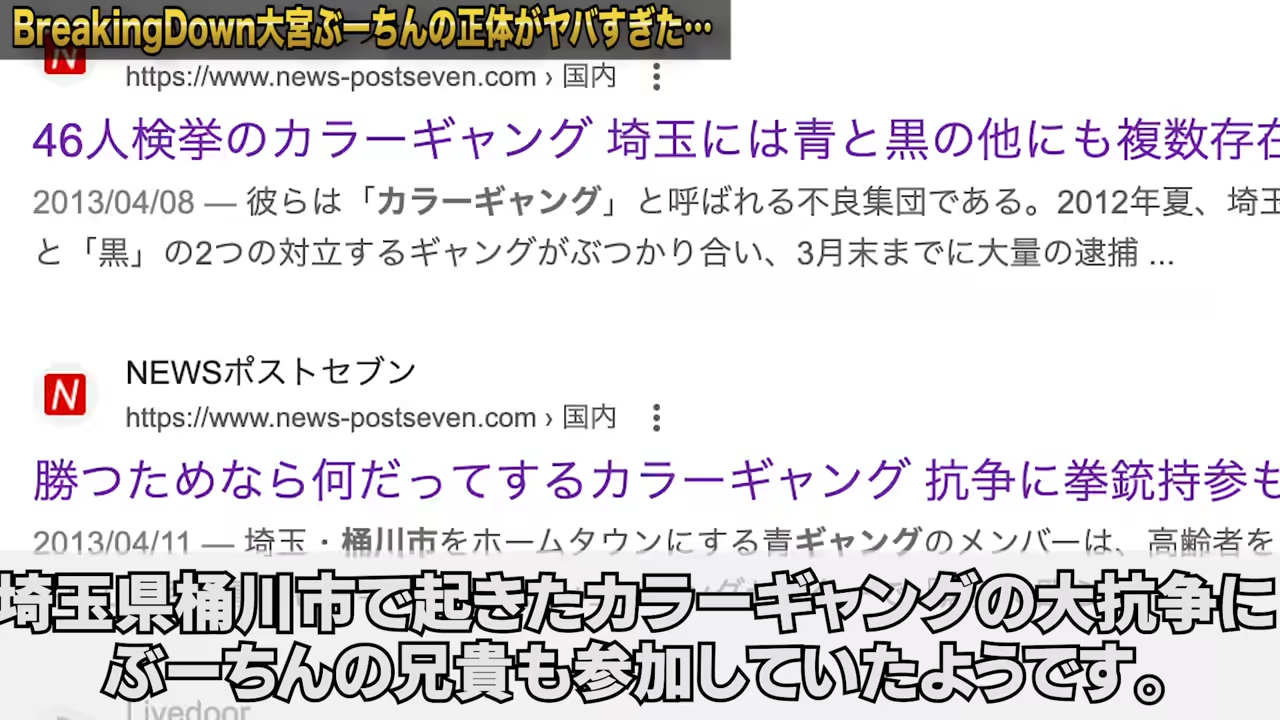 BreakingDown大宮ぶーちんの正体がヤバすぎた…
https://www.news-postseven.com › 国内
46人検挙のカラーギャング 埼玉には青と黒の他にも複数存在
2013/04/08 — 彼らは「カラーギャング」と呼ばれる不良集団である。2012年夏、埼玉
と「黒」の2つの対立するギャングがぶつかり合い、3月末までに大量の逮捕 ...
NEWSポストセブン
https://www.news-postseven.com › 国内
勝つためなら何だってするカラーギャング 抗争に拳銃持参も
2013/04/11 — 埼玉・桶川市をホームタウンにする青ギャングのメンバーは、高齢者を
埼玉県桶川市で起きたカラーギャングの大抗争に
ぶーちんの兄貴も参加していたようです。
Livedoor